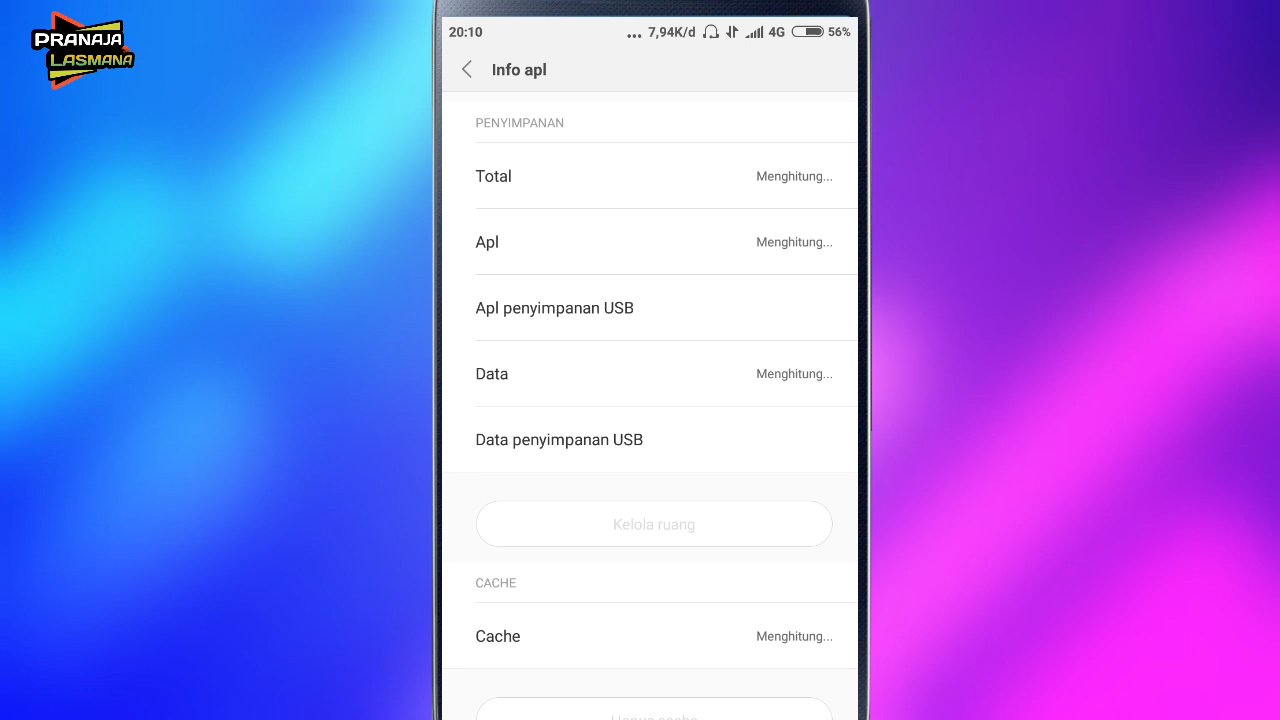 PRANAJA
LASMANA
20:10 ... 7,94K/d 4G 56%
Info apl
PENYIMPANAN
Total Menghitung...
Apl Menghitung...
Apl penyimpanan USB
Data Menghitung...
Data penyimpanan USB
Kelola ruang
CACHE
Cache Menghitung...